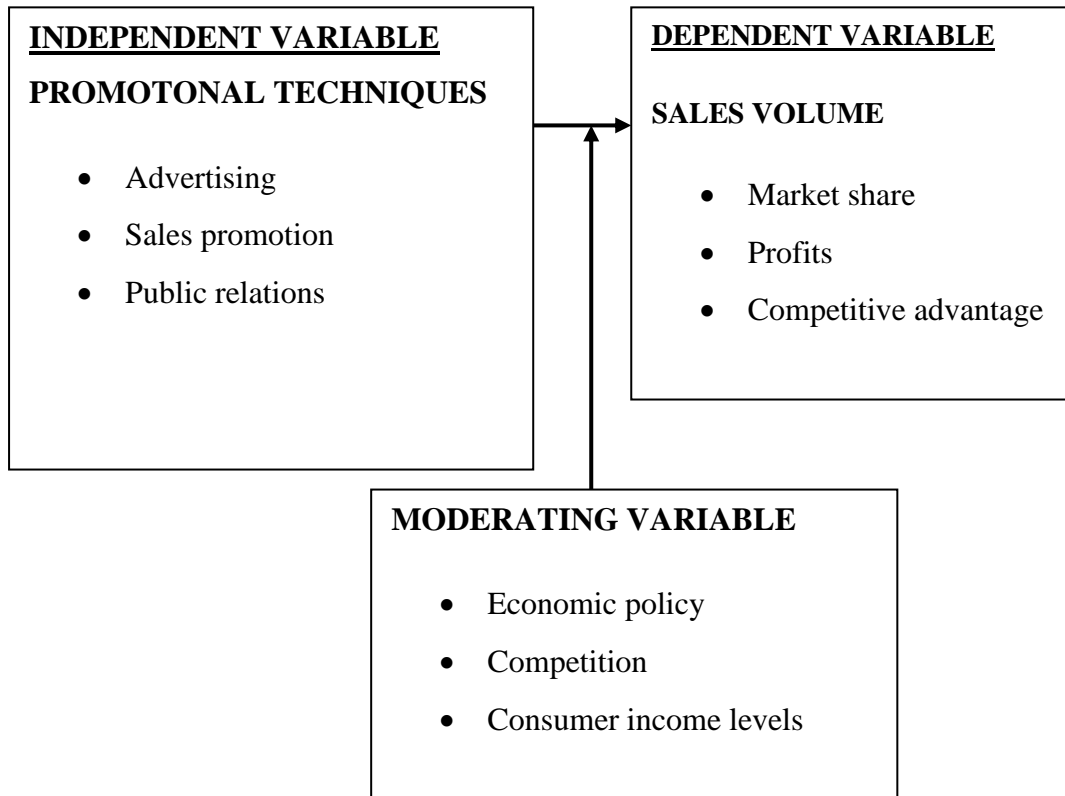 INDEPENDENT VARIABLE
PROMOTONAL TECHNIQUES
• Advertising
• Sales promotion
• Public relations
DEPENDENT VARIABLE
SALES VOLUME
• Market share
• Profits
• Competitive advantage
MODERATING VARIABLE
• Economic policy
• Competition
• Consumer income levels